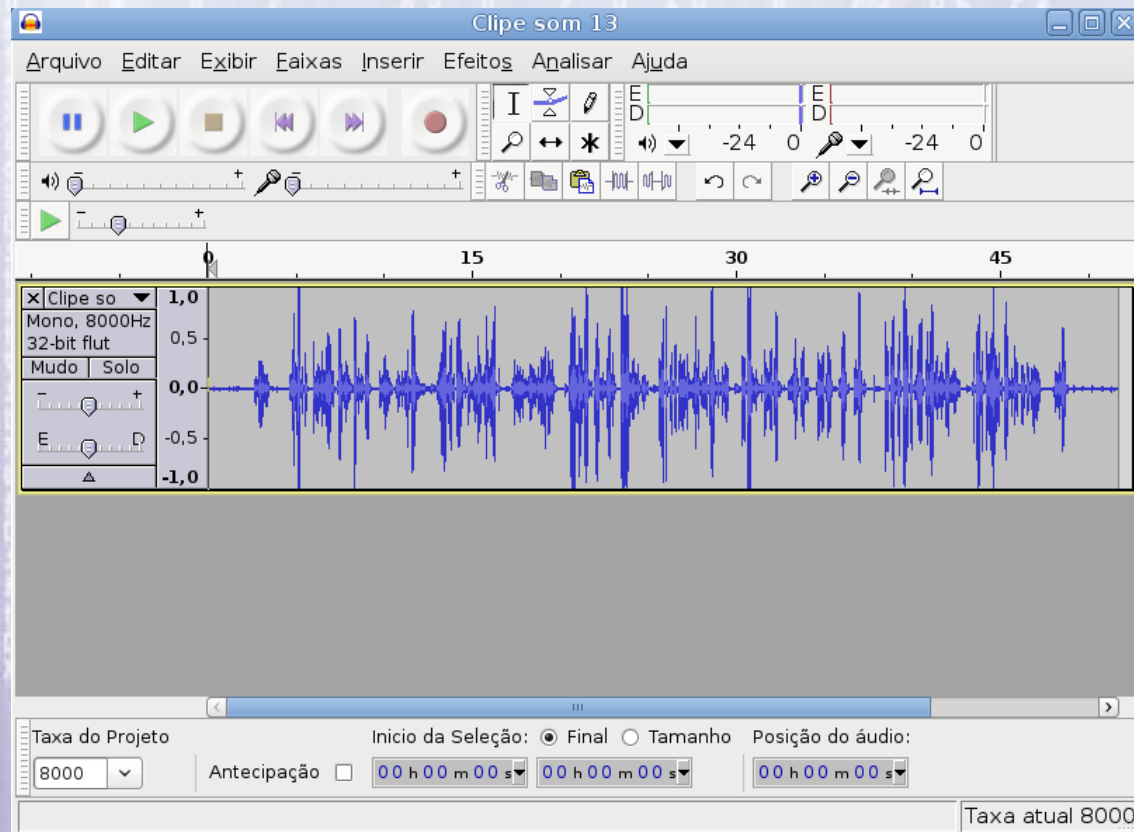 Clipe som 13
Arquivo Editar Exibir Faixas Inserir Efeitos Analisar Ajuda
E E
D D
-24 0 -24 0
- +
0 15 30 45
Clipe so 1,0
Mono, 8000Hz
32-bit flut 0,5
Mudo Solo
0,0
- +
E D -0,5
-1,0
Taxa do Projeto Inicio da Seleção: Final Tamanho Posição do áudio:
8000 Antecipação 00 h 00 m 00 s 00 h 00 m 00 s 00 h 00 m 00 s
Taxa atual 8000